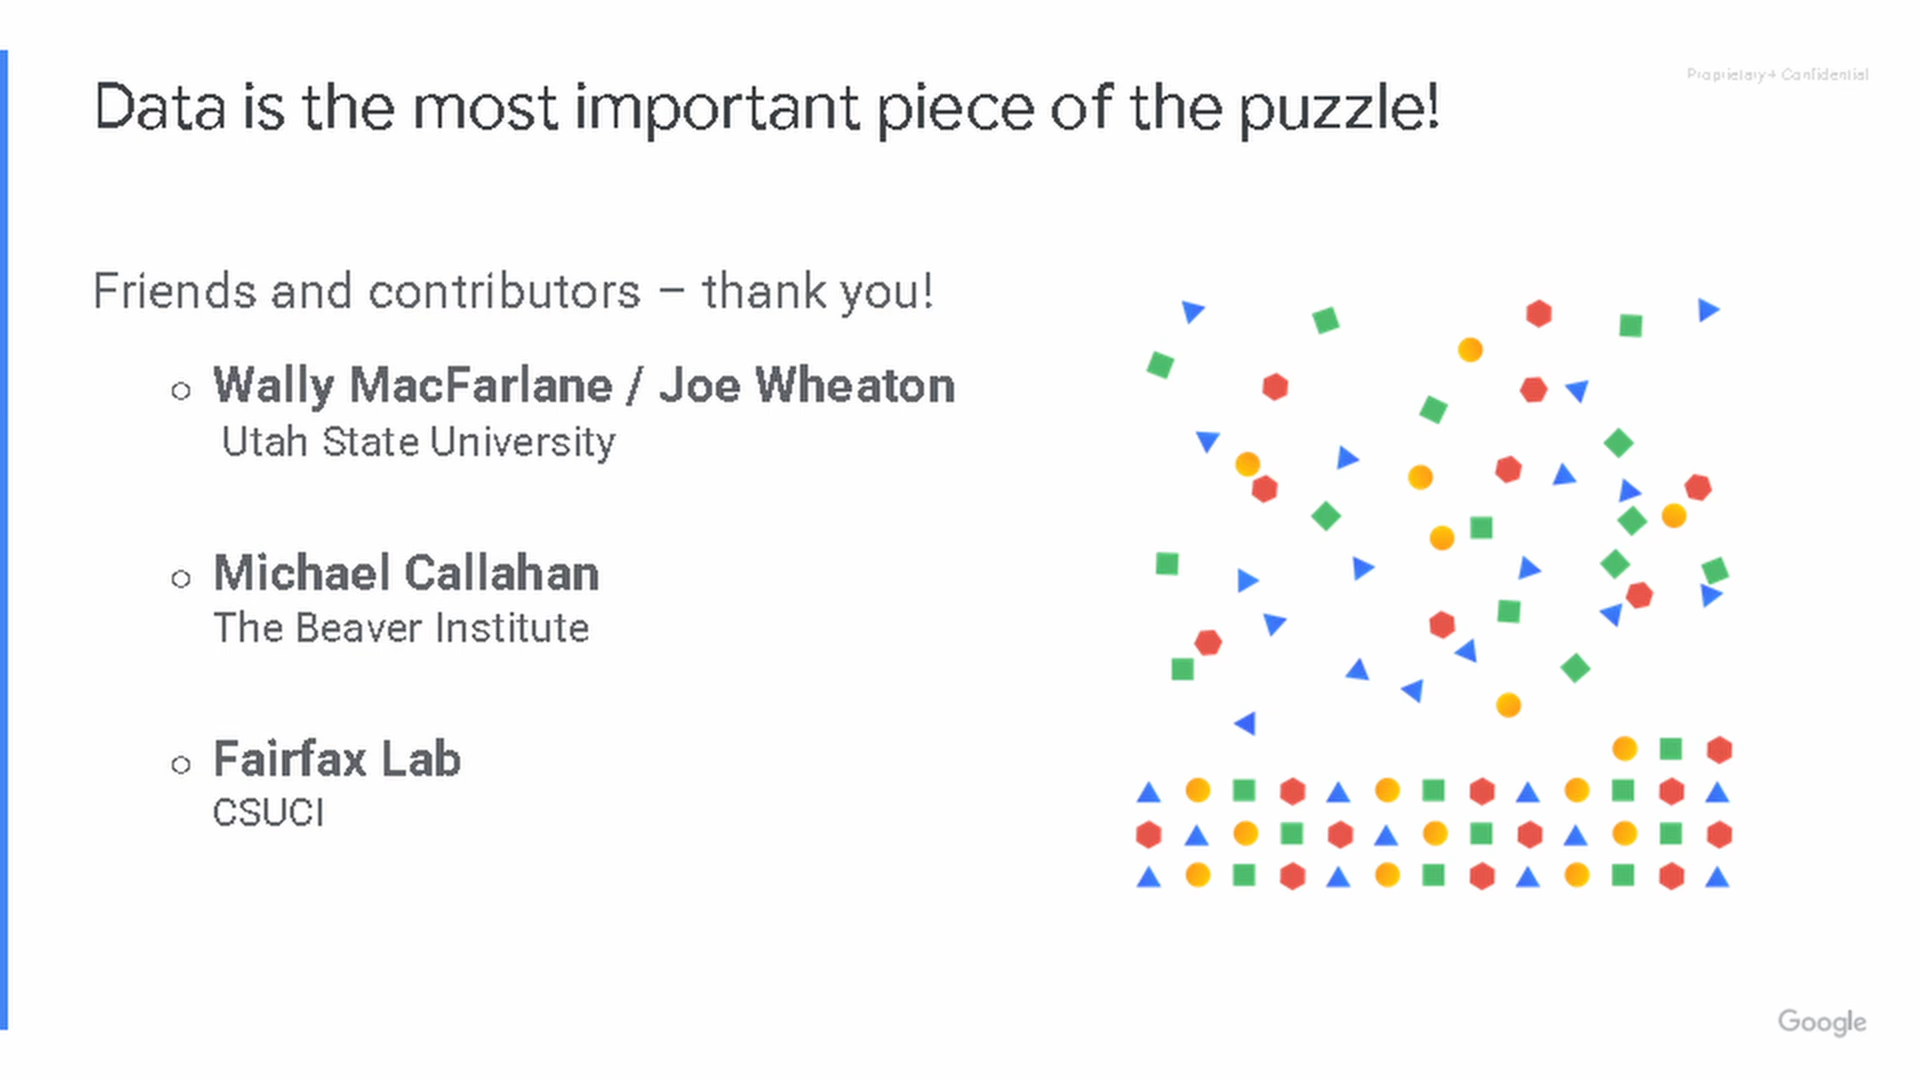 Proprietary + Confidential
Data is the most important piece of the puzzle!
Friends and contributors – thank you!
Wally MacFarlane / Joe Wheaton
Utah State University
Michael Callahan
The Beaver Institute
Fairfax Lab
CSUCI
Google